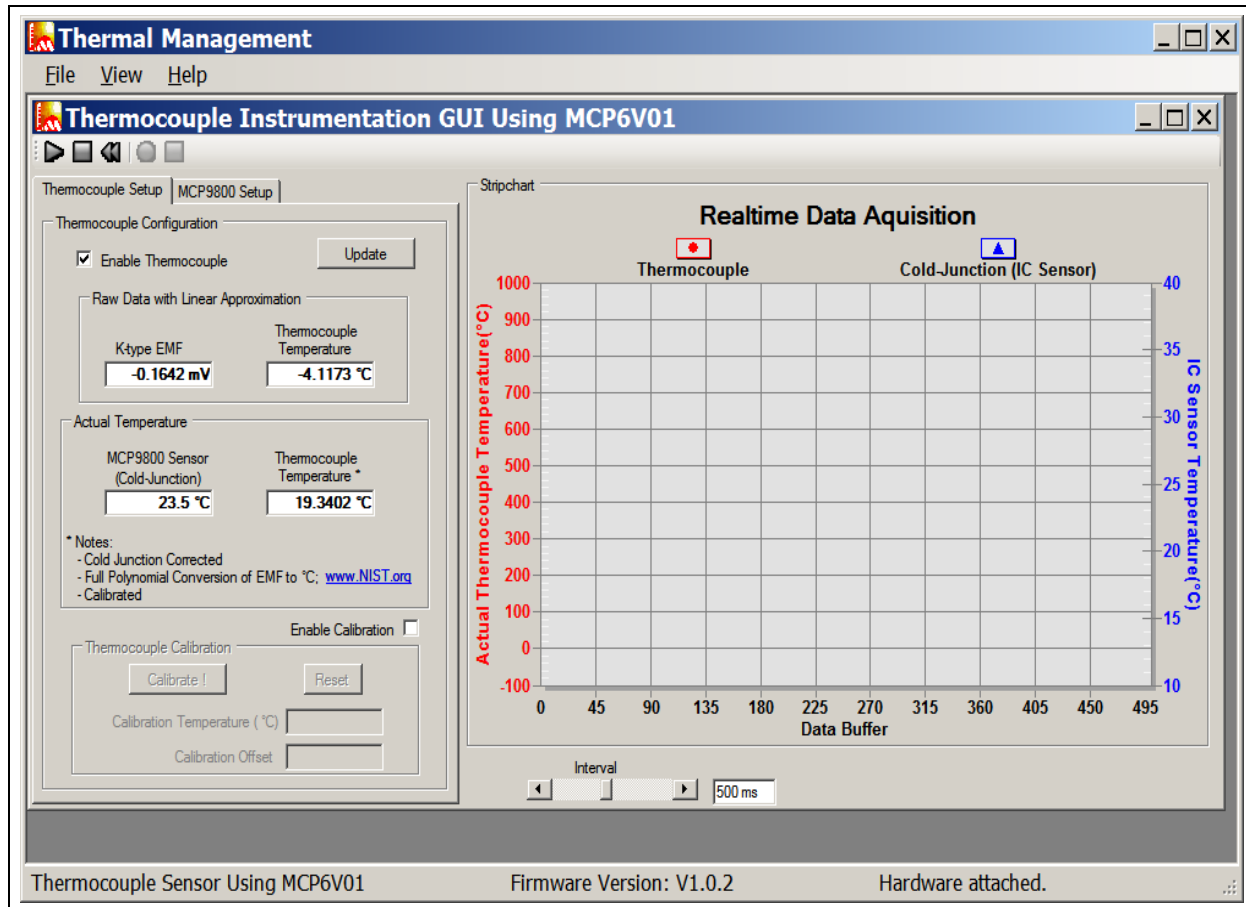 Thermal Management
File View Help
Thermocouple Instrumentation GUI Using MCP6V01
Thermocouple Setup MCP9800 Setup
Thermocouple Configuration
Enable Thermocouple Update
Raw Data with Linear Approximation
K-type EMF
Thermocouple
Temperature
-0.1642 mV -4.1173 °C
Actual Temperature
MCP9800 Sensor
(Cold-Junction)
Thermocouple
Temperature *
23.5 °C 19.3402 °C
* Notes:
- Cold Junction Corrected
- Full Polynomial Conversion of EMF to °C; www.NIST.org
- Calibrated
Enable Calibration
Thermocouple Calibration
Calibrate ! Reset
Calibration Temperature ( °C)
Calibration Offset
Stripchart
Realtime Data Aquisition
Thermocouple Cold-Junction (IC Sensor)
Actual Thermocouple Temperature(°C)
1000
900
800
700
600
500
400
300
200
100
0
-100
40
35
30
25
20
15
10
IC Sensor Temperature(°C)
0 45 90 135 180 225 270 315 360 405 450 495
Data Buffer
Interval
500 ms
Thermocouple Sensor Using MCP6V01 Firmware Version: V1.0.2 Hardware attached.